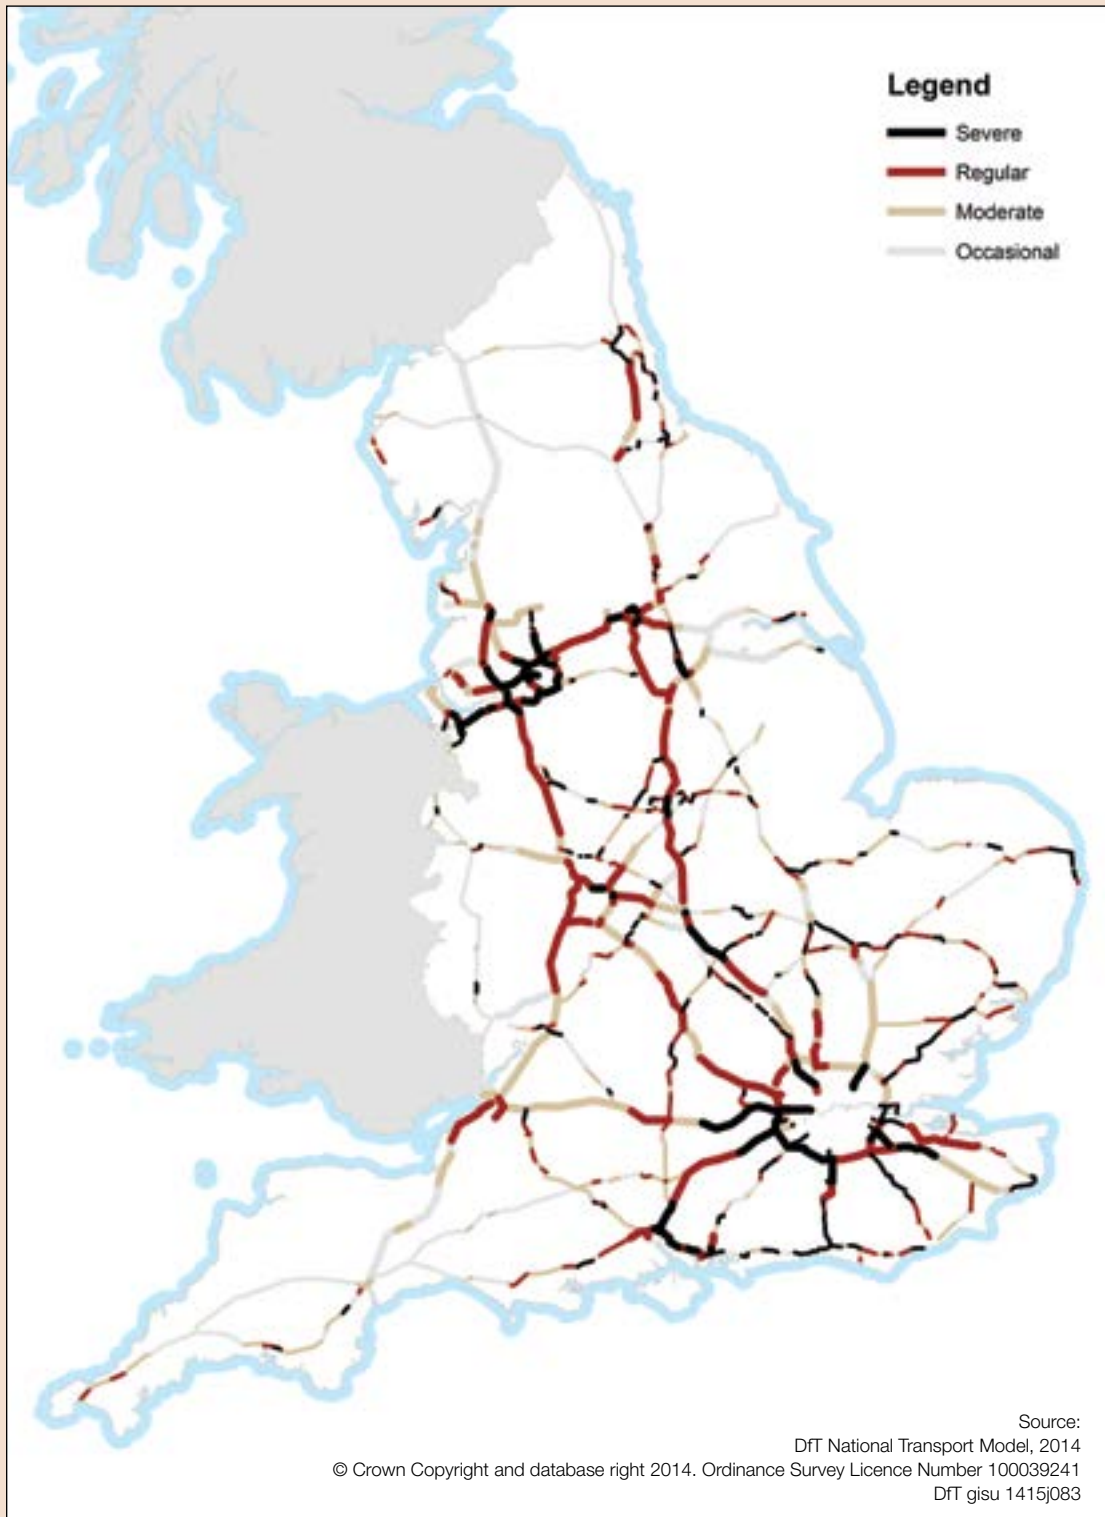 Legend
Severe
Regular
Moderate
Occasional
Source:
DfT National Transport Model, 2014
© Crown Copyright and database right 2014. Ordinance Survey Licence Number 100039241
DfT gisu 1415j083